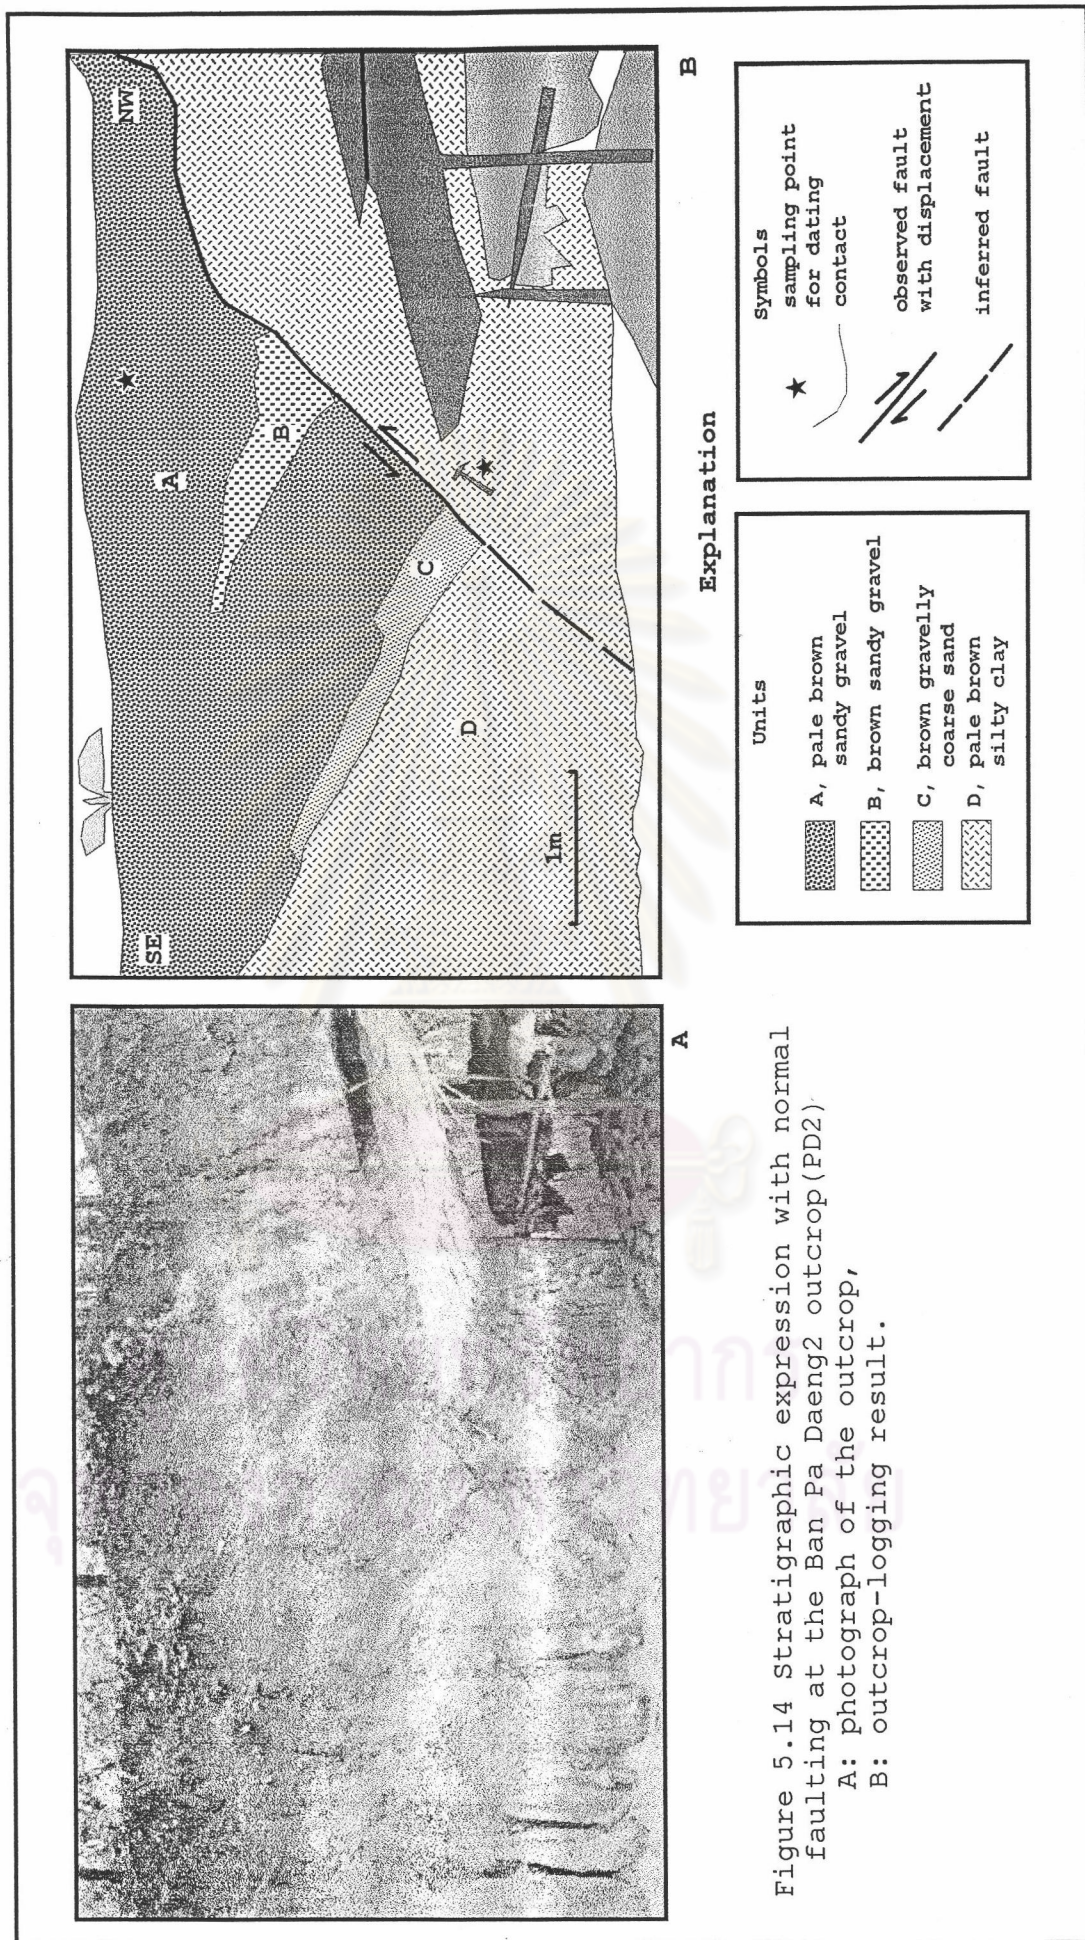 A
SE
NW
A
B
C
D
1m
B
Explanation
Units
A, pale brown
sandy gravel
B, brown sandy gravel
C, brown gravelly
coarse sand
D, pale brown
silty clay
Symbols
sampling point
for dating
contact
observed fault
with displacement
inferred fault
Figure 5.14 Stratigraphic expression with normal
faulting at the Ban Pa Daeng2 outcrop(PD2)
A: photograph of the outcrop,
B: outcrop-logging result.